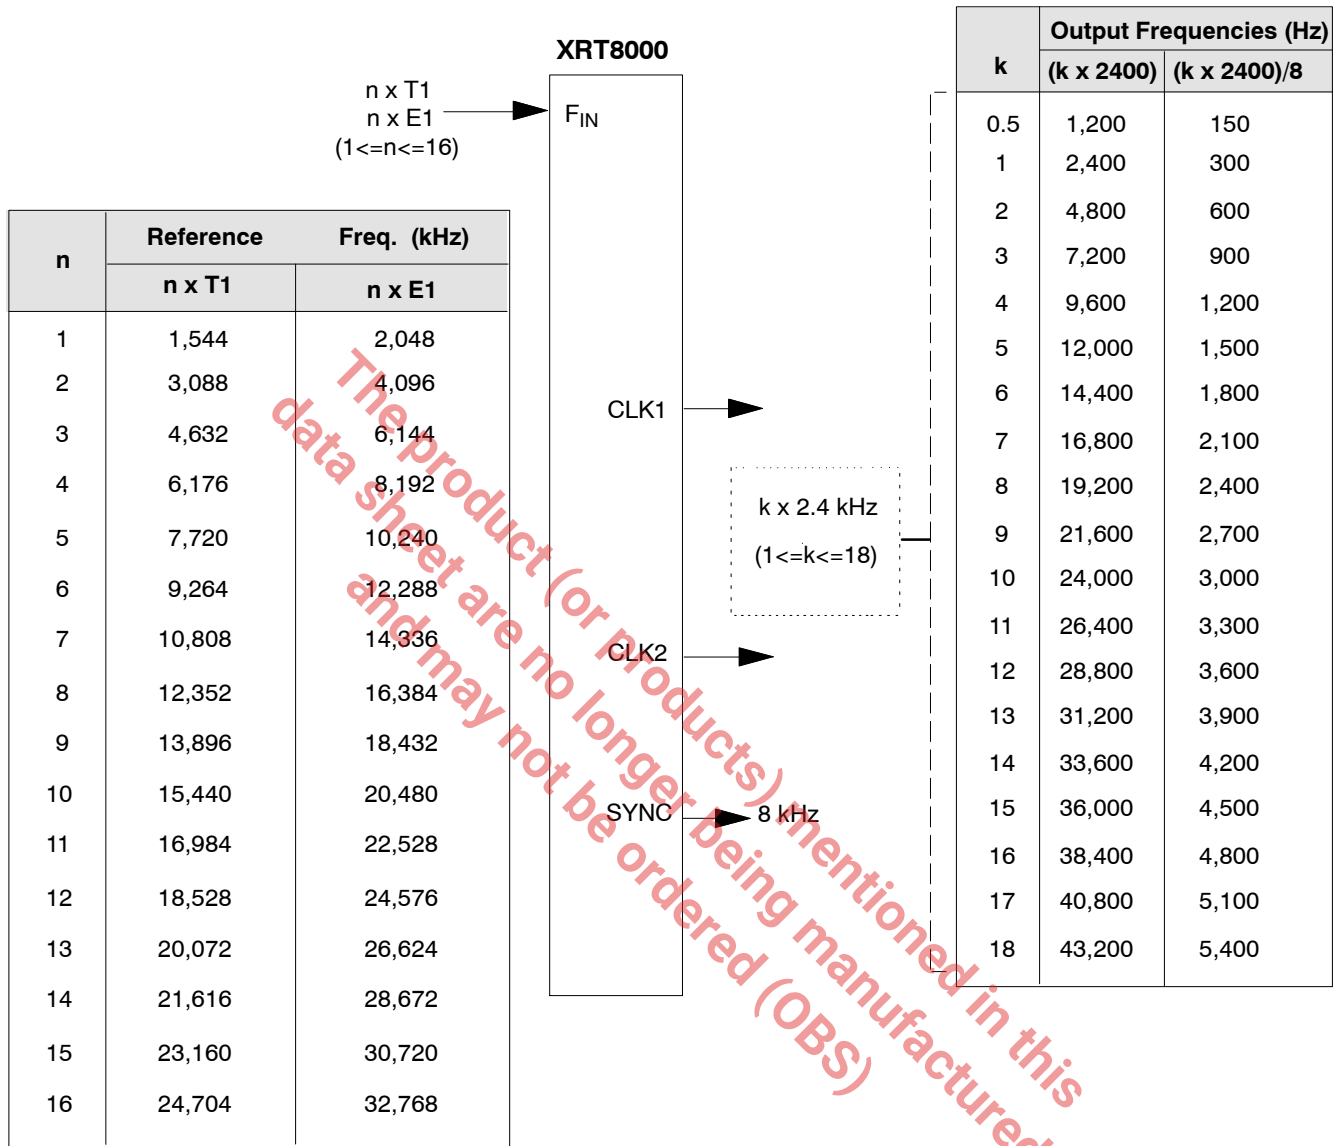 XRT8000
n x T1
n x E1
(1<=n<=16)
FIN
CLK1
CLK2
SYNC
8 kHz
k x 2.4 kHz
(1<=k<=18)
n Reference Freq. (kHz)
n x T1 n x E1
1 1,544 2,048
2 3,088 4,096
3 4,632 6,144
4 6,176 8,192
5 7,720 10,240
6 9,264 12,288
7 10,808 14,336
8 12,352 16,384
9 13,896 18,432
10 15,440 20,480
11 16,984 22,528
12 18,528 24,576
13 20,072 26,624
14 21,616 28,672
15 23,160 30,720
16 24,704 32,768
k Output Frequencies (Hz)
(k x 2400) (k x 2400)/8
0.5 1,200 150
1 2,400 300
2 4,800 600
3 7,200 900
4 9,600 1,200
5 12,000 1,500
6 14,400 1,800
7 16,800 2,100
8 19,200 2,400
9 21,600 2,700
10 24,000 3,000
11 26,400 3,300
12 28,800 3,600
13 31,200 3,900
14 33,600 4,200
15 36,000 4,500
16 38,400 4,800
17 40,800 5,100
18 43,200 5,400
The product (or products) mentioned in this
data sheet are no longer being manufactured
and may not be ordered (OBS)